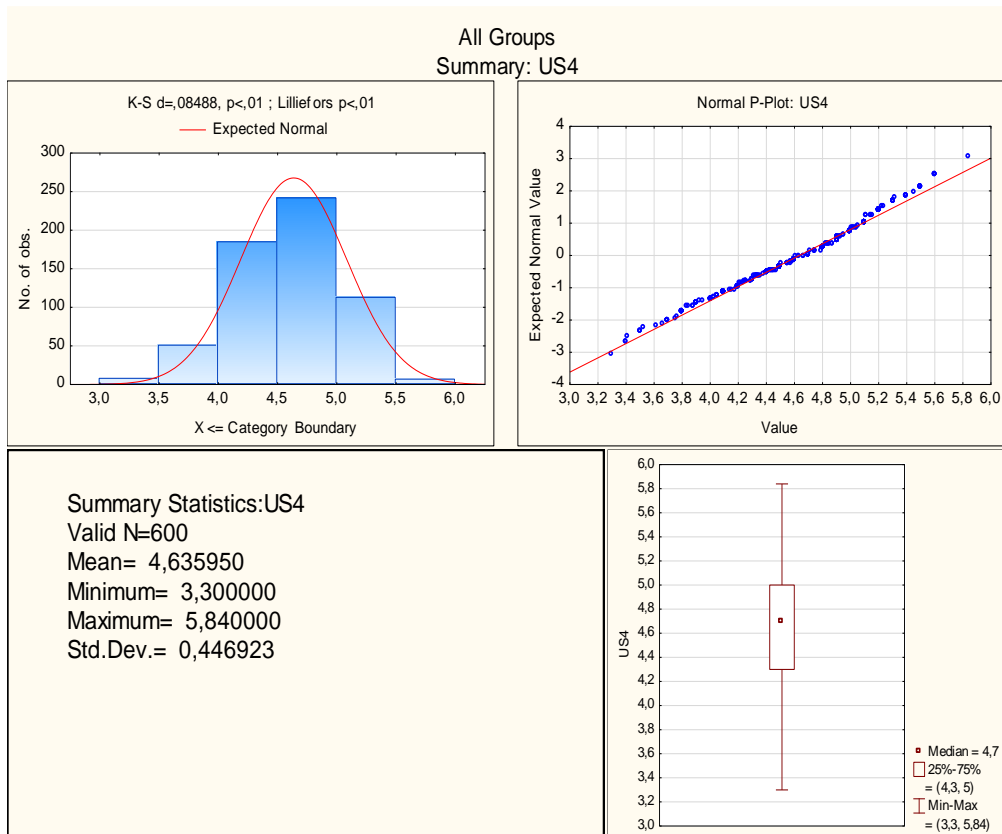 All Groups
Summary: US4
K-S d=,08488, p<,01 ; Lilliefors p<,01
Expected Normal
300
250
200
150
100
50
0
No. of obs.
3,0 3,5 4,0 4,5 5,0 5,5 6,0
X <= Category Boundary
Normal P-Plot: US4
4
3
2
1
0
-1
-2
-3
-4
Expected Normal Value
3,0 3,2 3,4 3,6 3,8 4,0 4,2 4,4 4,6 4,8 5,0 5,2 5,4 5,6 5,8 6,0
Value
Summary Statistics:US4
Valid N=600
Mean= 4,635950
Minimum= 3,300000
Maximum= 5,840000
Std.Dev.= 0,446923
6,0
5,8
5,6
5,4
5,2
5,0
4,8
4,6
4,4
4,2
4,0
3,8
3,6
3,4
3,2
3,0
US4
Median = 4,7
25%-75%
= (4,3, 5)
Min-Max
= (3,3, 5,84)